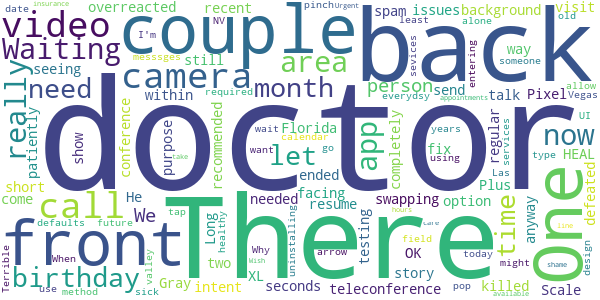 doctor
There
back
front
couple
one
video
camera
call
birthday
Waiting
really
need
month
area
let
app
now
time
person
We
overreacted
recent
issues
background
visit
old
date
insurance
spam
pinch
urgent
at least
alone
way
someone
I'm
NV
messsges
still
seeing
patiently
show
within
purpose
conference
recommended
required
Florida
calendar
send
talk
Pixel
entering
sevices
everydsy
allow
Vegas
wait
want
go
completely
fix
regular
years
using
UI
HEAL
services
Las
type
defeated
design
Plus
appointments
take
He
ended
facing
needed
resume
swapping
option
anyway
short
come
defaults
future
tap
Long
healthy
two
uninstalling
testing
OK
story
might
today
killed
Scale
shame
line
Terrible
When
use
method
valley
sick
Gray
intent
XL
seconds
Why
Wish
arrow
teleconference
field
hours
available
care
pop